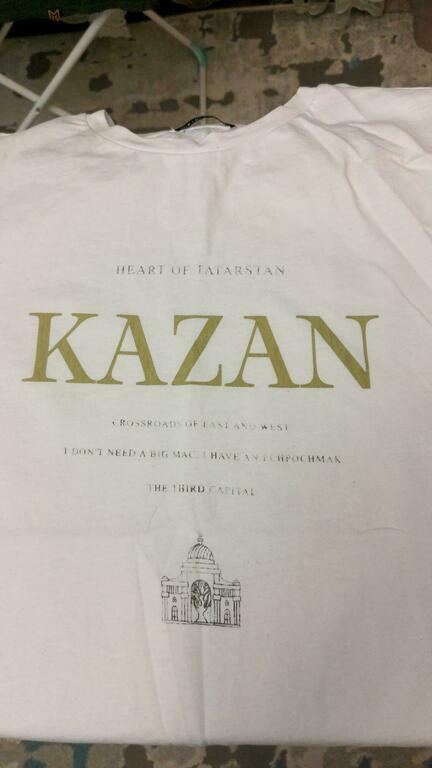 HEART OF TATARSTAN
KAZAN
CROSSROADS OF EAST AND WEST
I DON'T NEED A BIG MAC, I HAVE AN ECHPOCHMAK
THE THIRD CAPITAL